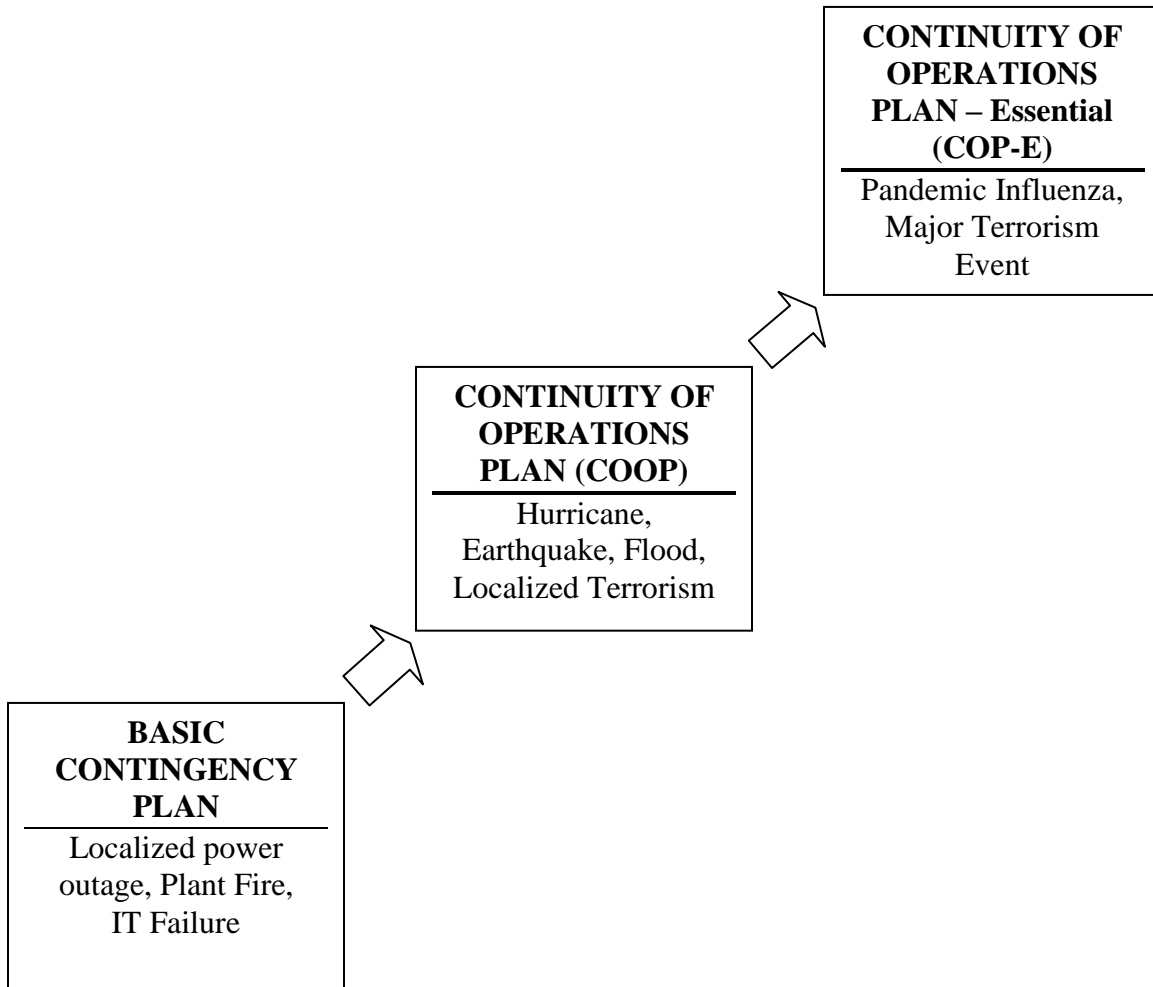 CONTINUITY OF
OPERATIONS
PLAN – Essential
(COP-E)
Pandemic Influenza,
Major Terrorism
Event
CONTINUITY OF
OPERATIONS
PLAN (COOP)
Hurricane,
Earthquake, Flood,
Localized Terrorism
BASIC
CONTINGENCY
PLAN
Localized power
outage, Plant Fire,
IT Failure